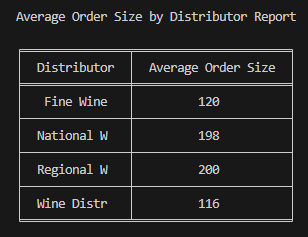 Average Order Size by Distributor Report
Distributor Average Order Size
Fine Wine 120
National W 198
Regional W 200
Wine Distr 116